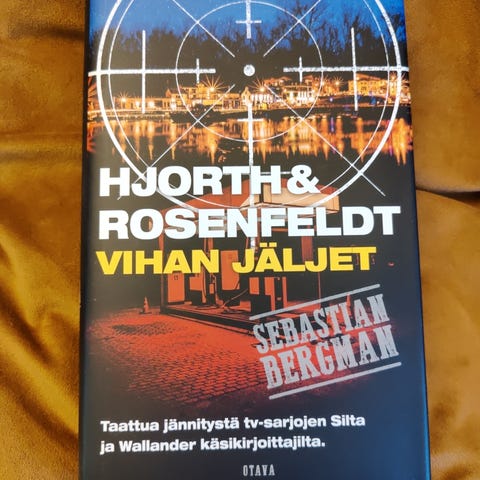 HJORTH &
ROSENFELDT
VIHAN JÄLJET
SEBASTIAN
BERGMAN
Taattua jännitystä tv-sarjojen Silta
ja Wallander käsikirjoittajilta.
OTAVA